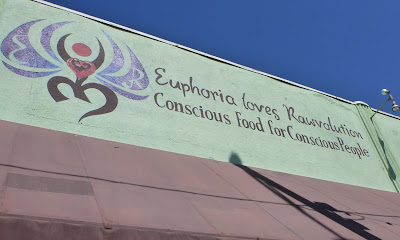 Euphoria loves Rawvolution
Conscious Food for Conscious People